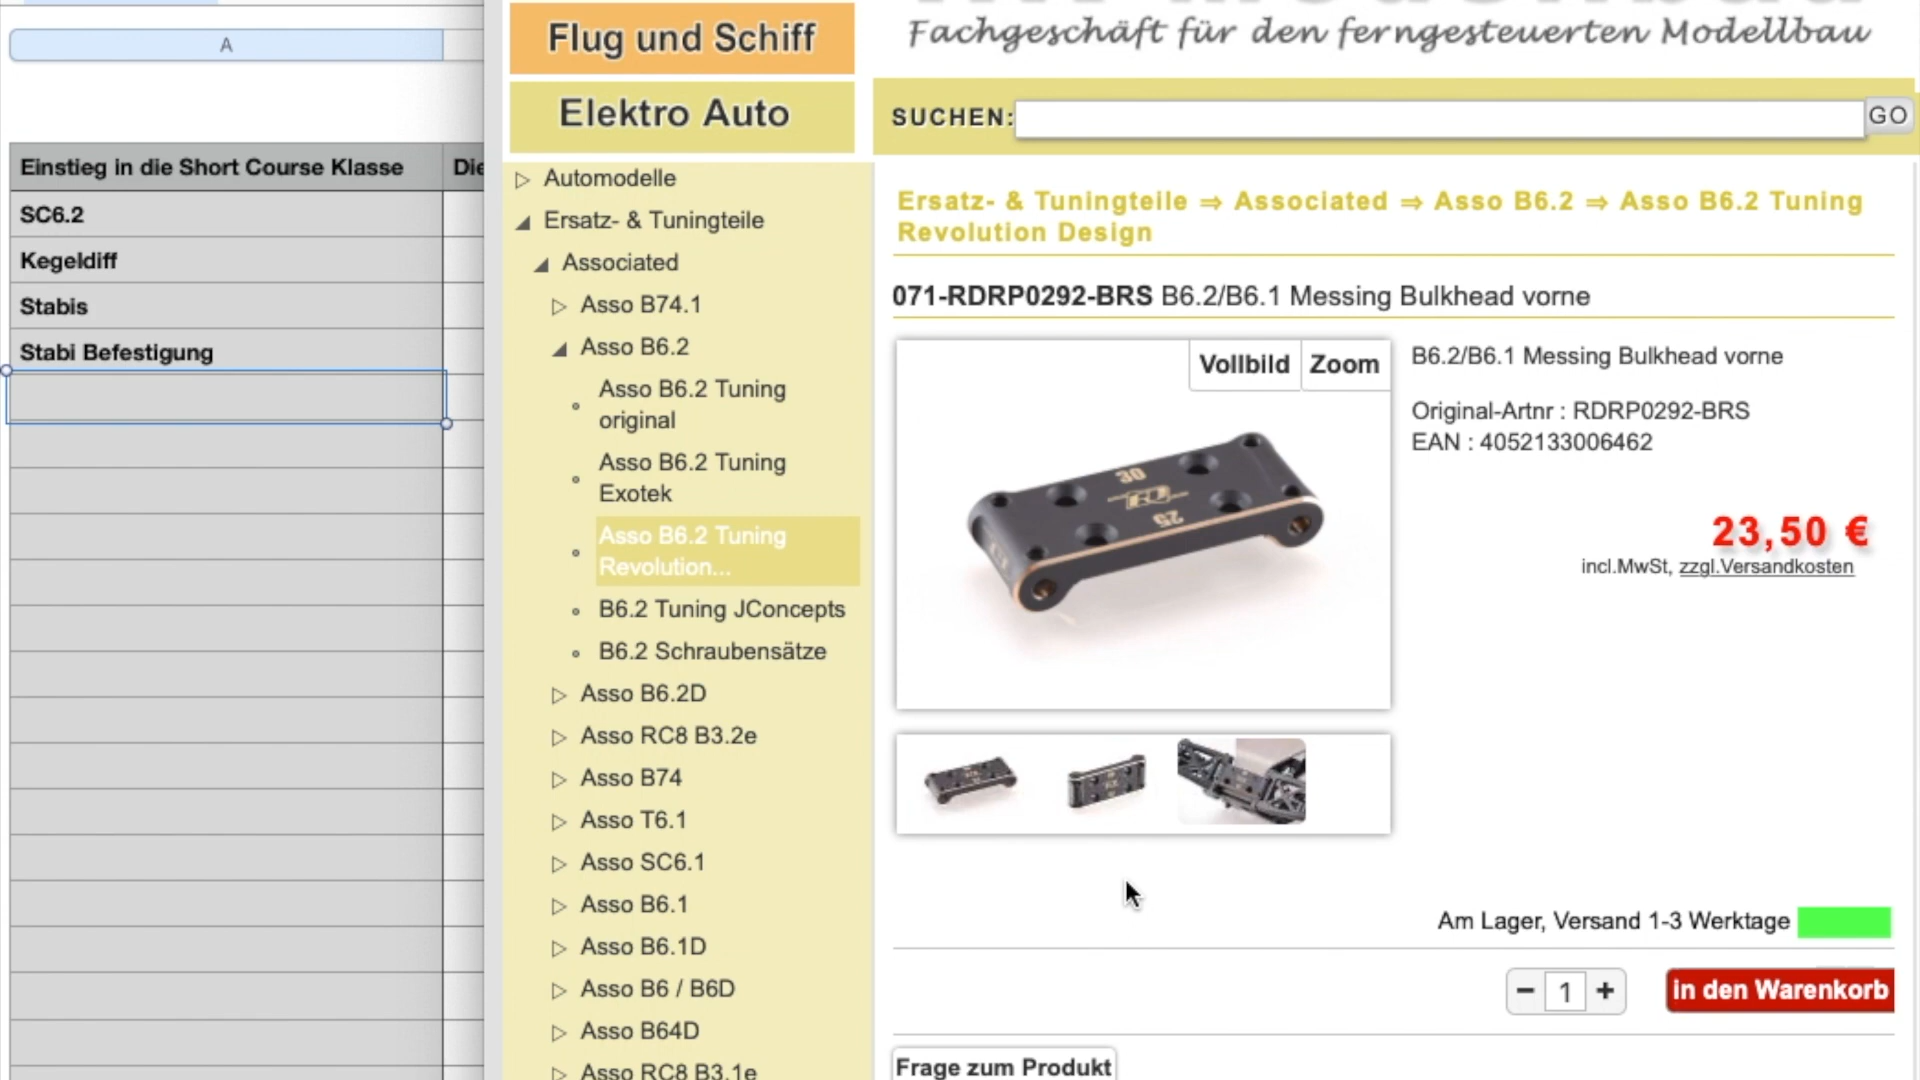 A
Einstieg in die Short Course Klasse
Die
SC6.2
Kegeldiff
Stabis
Stabi Befestigung
Flug und Schiff
Elektro Auto
Automodelle
Ersatz- & Tuningteile
Associated
Asso B74.1
Asso B6.2
Asso B6.2 Tuning
original
Asso B6.2 Tuning
Exotek
Asso B6.2 Tuning
Revolution...
B6.2 Tuning JConcepts
B6.2 Schraubensätze
Asso B6.2D
Asso RC8 B3.2e
Asso B74
Asso T6.1
Asso SC6.1
Asso B6.1
Asso B6.1D
Asso B6 / B6D
Asso B64D
Asso RC8 B3.1e
Fachgeschäft für den ferngesteuerten Modellbau
SUCHEN:
GO
Ersatz- & Tuningteile ⇒ Associated ⇒ Asso B6.2 ⇒ Asso B6.2 Tuning
Revolution Design
071-RDRP0292-BRS B6.2/B6.1 Messing Bulkhead vorne
Vollbild
Zoom
30
25
B6.2/B6.1 Messing Bulkhead vorne
Original-Artnr : RDRP0292-BRS
EAN : 4052133006462
23,50 €
incl.MwSt, zzgl.Versandkosten
Am Lager, Versand 1-3 Werktage
− 1 +
in den Warenkorb
Frage zum Produkt